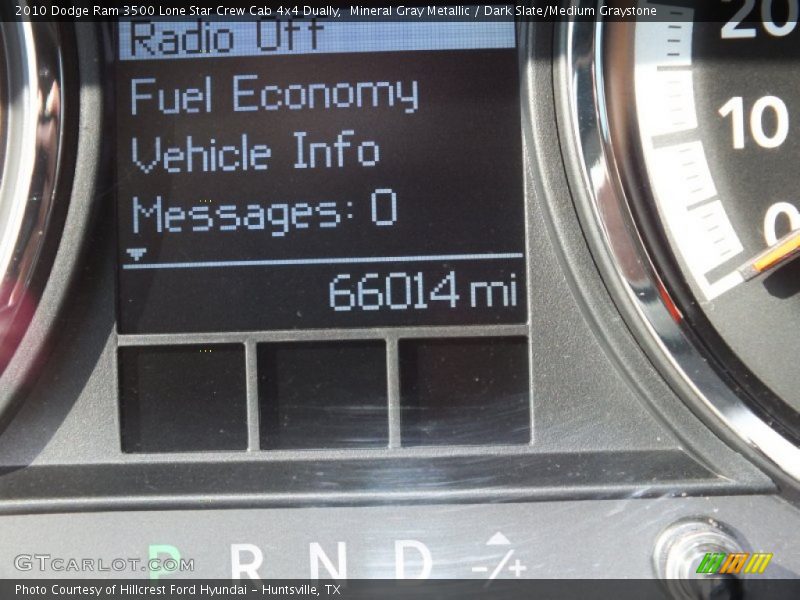 2010 Dodge Ram 3500 Lone Star Crew Cab 4x4 Dually,  Mineral Gray Metallic / Dark Slate/Medium Graystone
Radio Off
Fuel Economy
Vehicle Info
Messages: 0
66014 mi
20
10
0
P R N D -/+
GTCARLOT.COM
Photo Courtesy of Hillcrest Ford Hyundai – Huntsville, TX